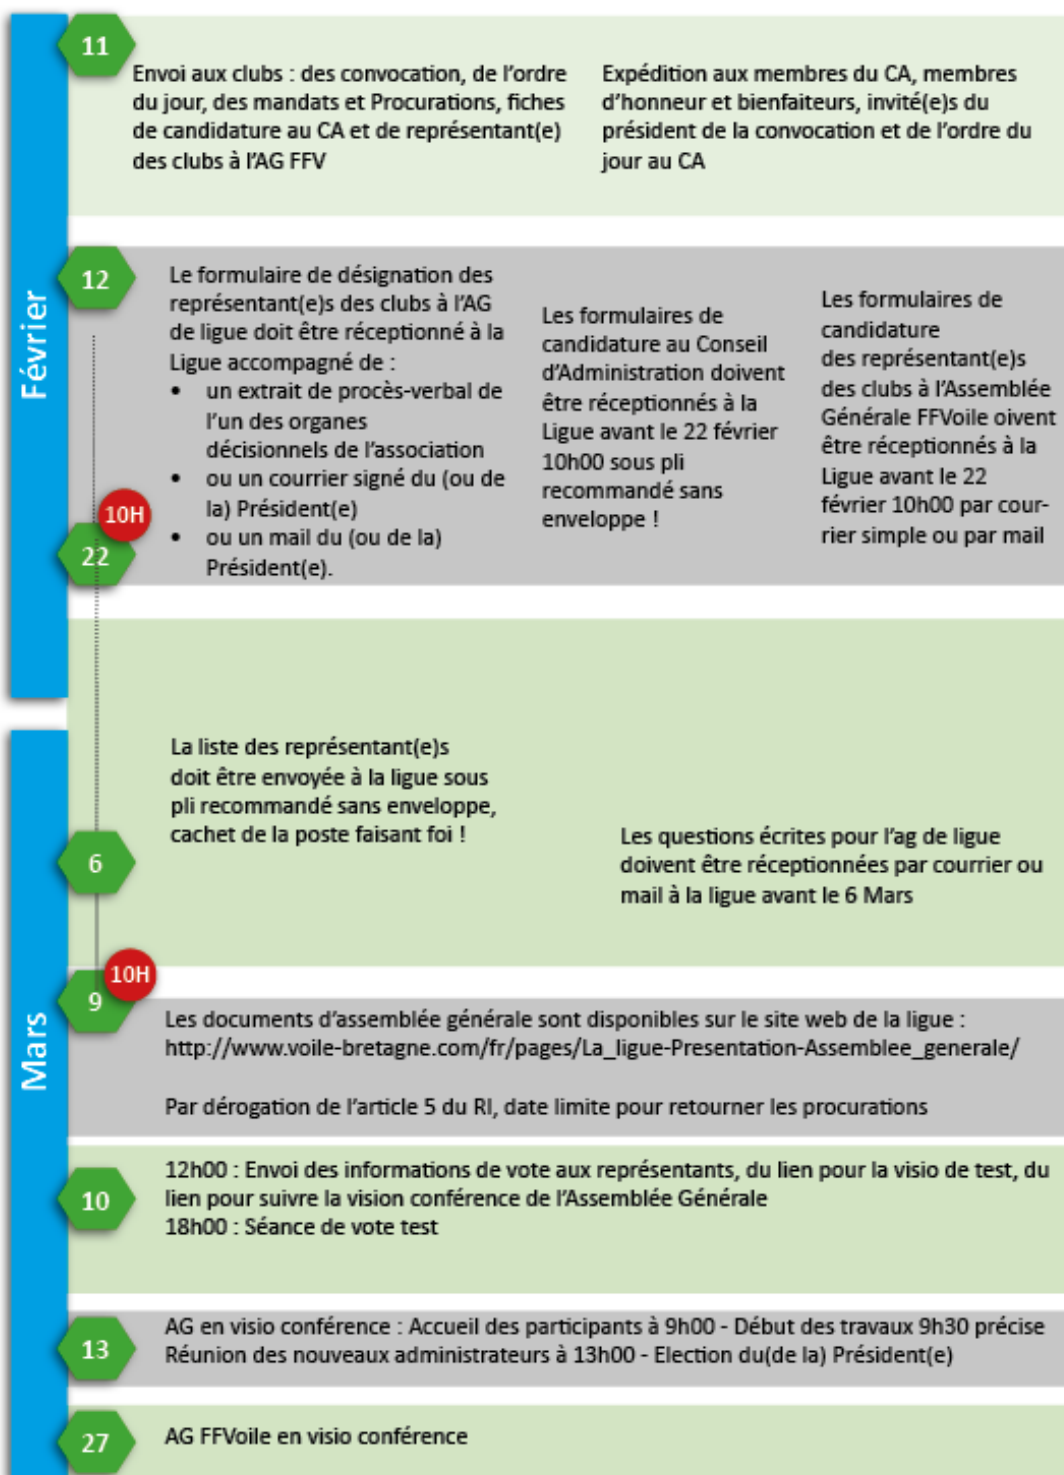 Février
11
Envoi aux clubs : des convocation, de l'ordre
du jour, des mandats et Procurations, fiches
de candidature au CA et de représentant(e)
des clubs à l'AG FFV
Expédition aux membres du CA, membres
d'honneur et bienfaiteurs, invité(e)s du
président de la convocation et de l'ordre du
jour au CA
12
Le formulaire de désignation des
représentant(e)s des clubs à l'AG
de ligue doit être réceptionné à la
Ligue accompagné de :
• un extrait de procès-verbal de
l'un des organes
décisionnels de l'association
• ou un courrier signé du (ou de
la) Président(e)
• ou un mail du (ou de la)
Président(e).
Les formulaires de
candidature au Conseil
d'Administration doivent
être réceptionnés à la
Ligue avant le 22 février
10h00 sous pli
recommandé sans
enveloppe !
Les formulaires de
candidature
des représentant(e)s
des clubs à l'Assemblée
Générale FFVoile oivent
être réceptionnés à la
Ligue avant le 22
février 10h00 par cour-
rier simple ou par mail
10H
22
Mars
La liste des représentant(e)s
doit être envoyée à la ligue sous
pli recommandé sans enveloppe,
cachet de la poste faisant foi !
6
Les questions écrites pour l'ag de ligue
doivent être réceptionnées par courrier ou
mail à la ligue avant le 6 Mars
10H
9
Les documents d'assemblée générale sont disponibles sur le site web de la ligue :
http://www.voile-bretagne.com/fr/pages/La_ligue-Presentation-Assemblee_generale/
Par dérogation de l'article 5 du RI, date limite pour retourner les procurations
10
12h00 : Envoi des informations de vote aux représentants, du lien pour la visio de test, du
lien pour suivre la vision conférence de l'Assemblée Générale
18h00 : Séance de vote test
13
AG en visio conférence : Accueil des participants à 9h00 - Début des travaux 9h30 précise
Réunion des nouveaux administrateurs à 13h00 - Election du(de la) Président(e)
27
AG FFVoile en visio conférence